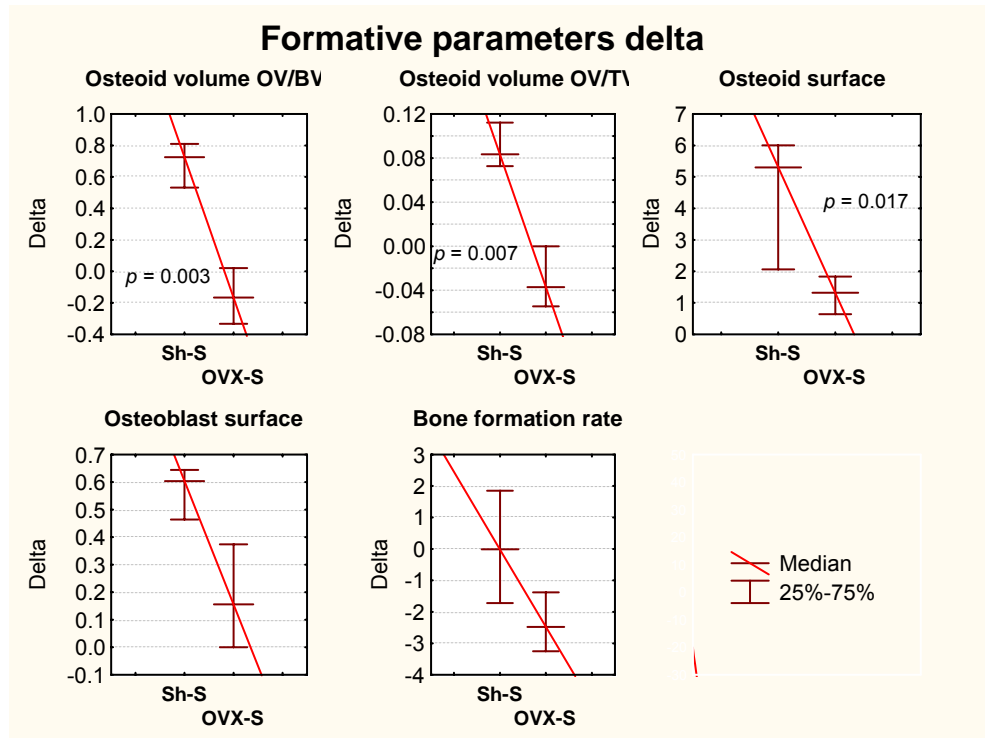 Formative parameters delta
Osteoid volume OV/BV
Osteoid volume OV/TV
Osteoid surface
1.0
0.8
0.6
0.4
0.2
0.0
-0.2
-0.4
Delta
p = 0.003
Sh-S
OVX-S
0.12
0.08
0.04
0.00
-0.04
-0.08
Delta
p = 0.007
Sh-S
OVX-S
7
6
5
4
3
2
1
0
Delta
p = 0.017
Sh-S
OVX-S
Osteoblast surface
Bone formation rate
0.7
0.6
0.5
0.4
0.3
0.2
0.1
0.0
-0.1
Delta
Sh-S
OVX-S
3
2
1
0
-1
-2
-3
-4
Delta
Sh-S
OVX-S
Median
25%-75%